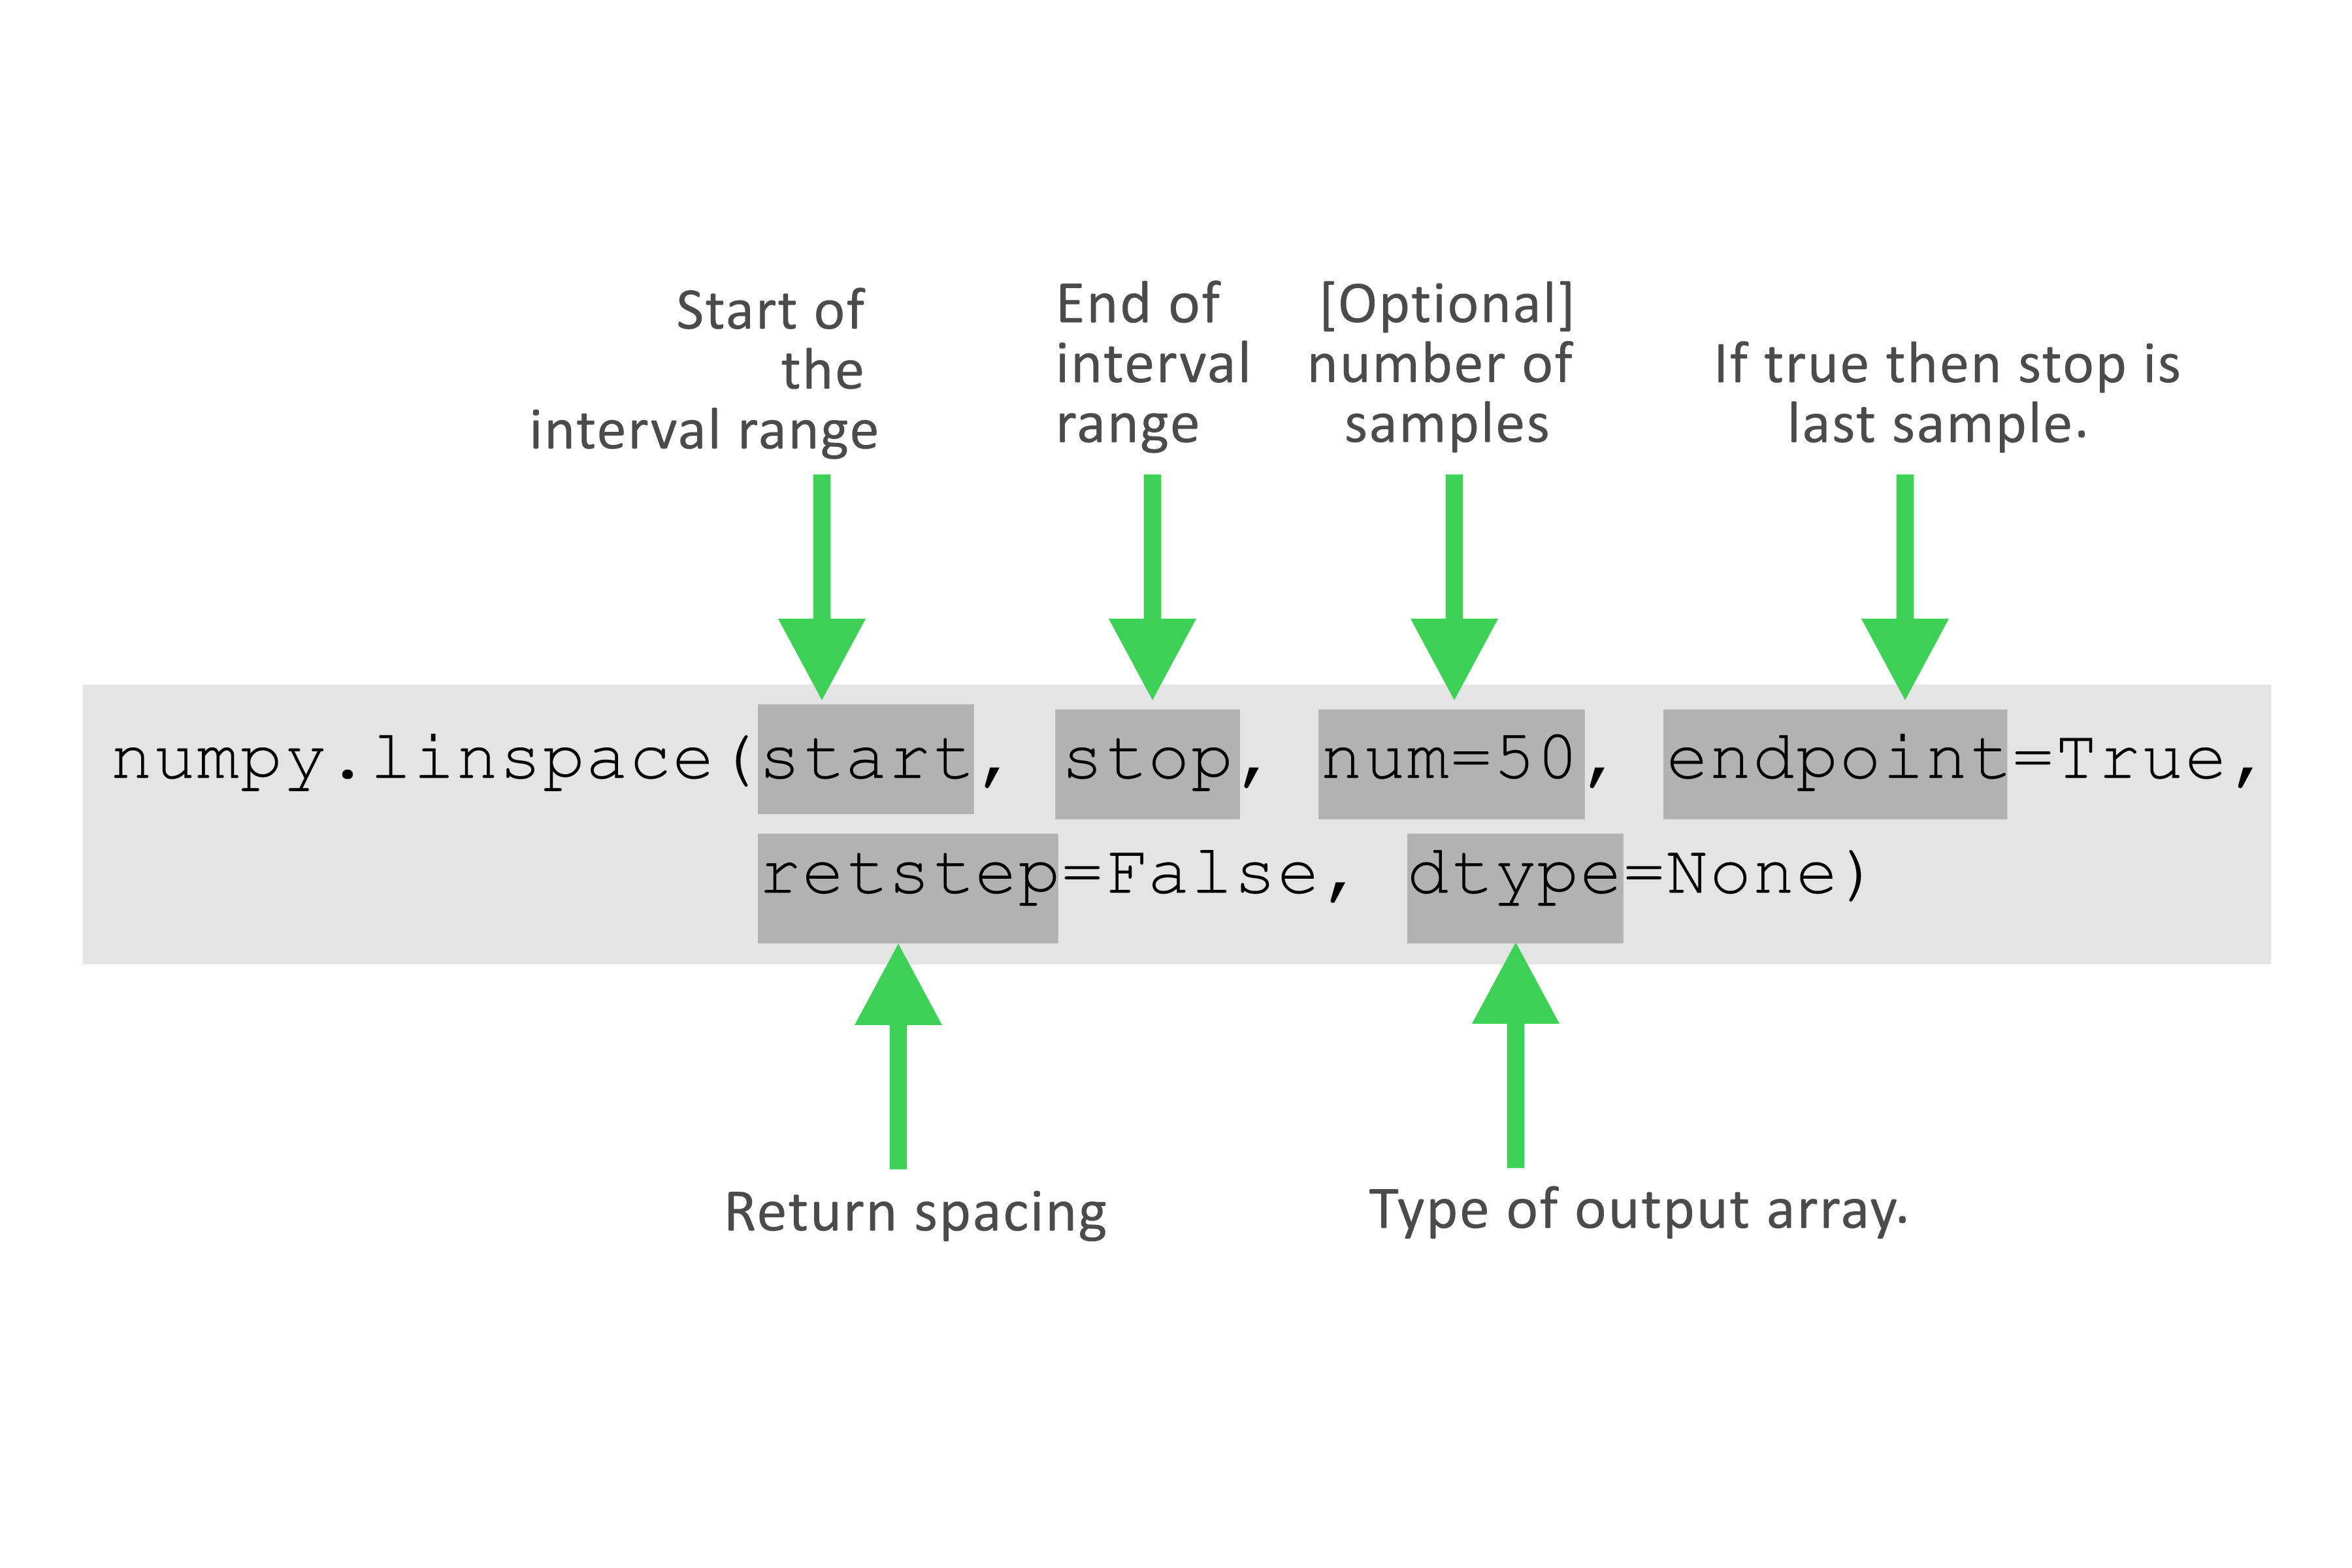 Start of
the
interval range
End of
interval
range
[Optional]
number of
samples
If true then stop is
last sample.
numpy.linspace(start, stop, num=50, endpoint=True,
retstep=False, dtype=None)
Return spacing
Type of output array.